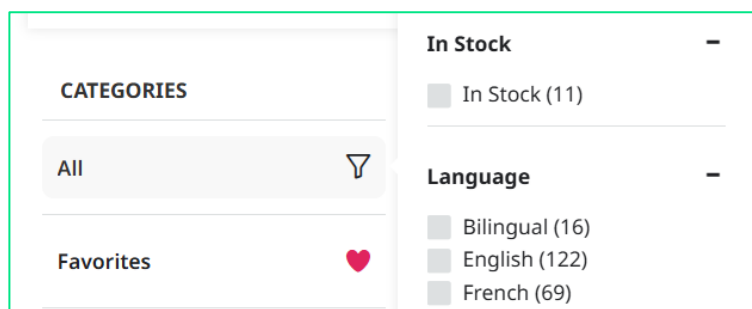 CATEGORIES
All
Favorites
In Stock
In Stock (11)
Language
Bilingual (16)
English (122)
French (69)